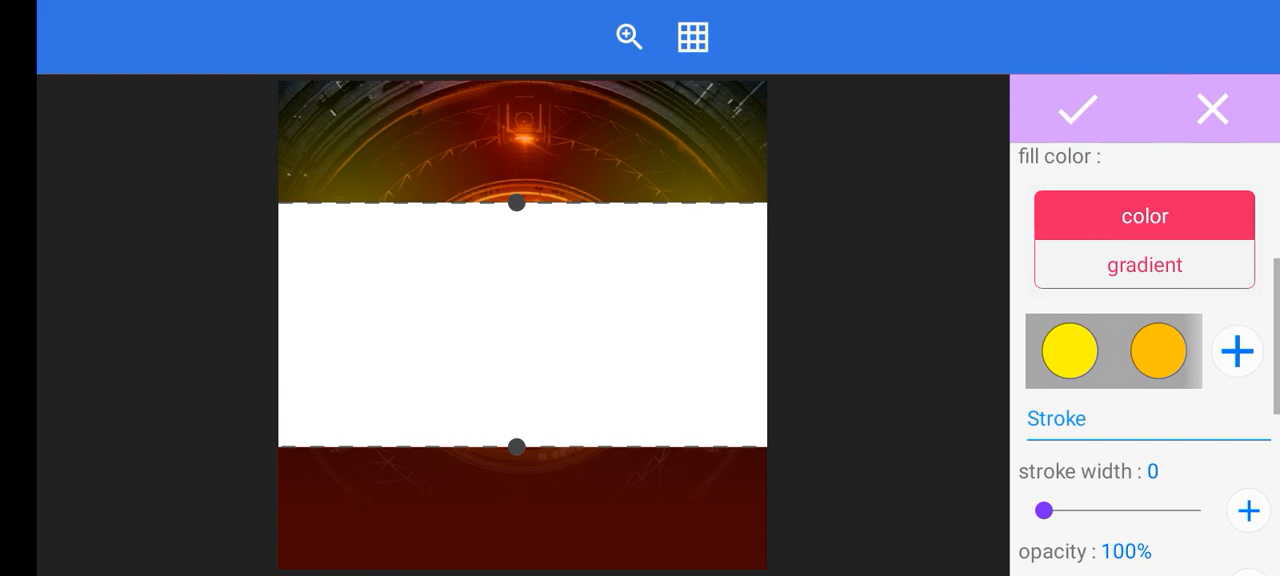 fill color :
color
gradient
Stroke
stroke width : 0
opacity : 100%